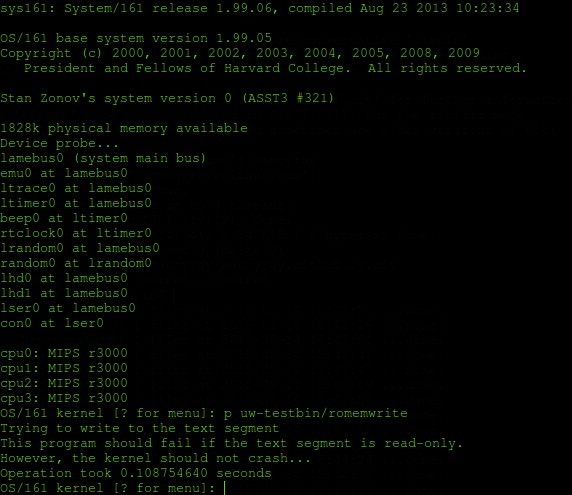 sys161: System/161 release 1.99.06, compiled Aug 23 2013 10:23:34
OS/161 base system version 1.99.05
Copyright (c) 2000, 2001, 2002, 2003, 2004, 2005, 2008, 2009
President and Fellows of Harvard College.  All rights reserved.
Stan Zonov's system version 0 (ASST3 #321)
1828k physical memory available
Device probe...
lamebus0 (system main bus)
emu0 at lamebus0
ltrace0 at lamebus0
ltimer0 at lamebus0
beep0 at ltimer0
rtclock0 at ltimer0
lrandom0 at lamebus0
random0 at lrandom0
lhd0 at lamebus0
lhd1 at lamebus0
lser0 at lamebus0
con0 at lser0
cpu0: MIPS r3000
cpu1: MIPS r3000
cpu2: MIPS r3000
cpu3: MIPS r3000
OS/161 kernel [? for menu]: p uw-testbin/romemwrite
Trying to write to the text segment
This program should fail if the text segment is read-only.
However, the kernel should not crash...
Operation took 0.108754640 seconds
OS/161 kernel [? for menu]: